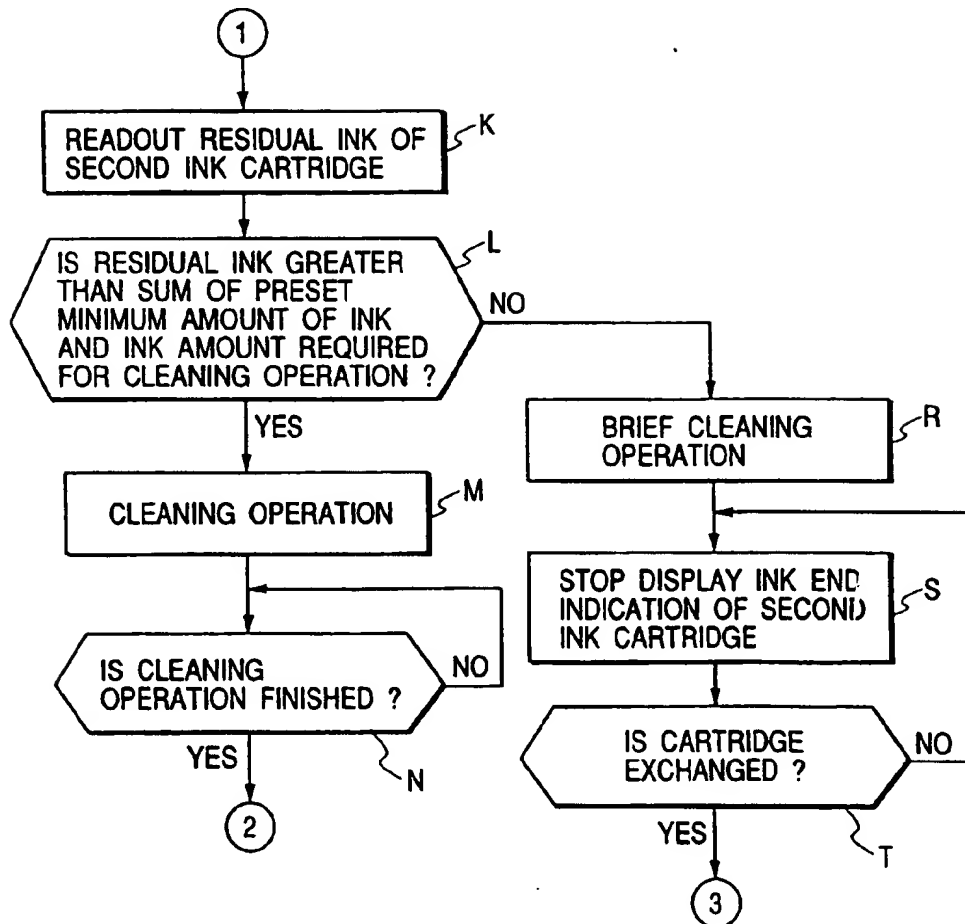 1
READOUT RESIDUAL INK OF
SECOND INK CARTRIDGE
K
IS RESIDUAL INK GREATER
THAN SUM OF PRESET
MINIMUM AMOUNT OF INK
AND INK AMOUNT REQUIRED
FOR CLEANING OPERATION ?
L
NO
YES
BRIEF CLEANING
OPERATION
R
CLEANING OPERATION
M
STOP DISPLAY INK END
INDICATION OF SECOND
INK CARTRIDGE
S
IS CLEANING
OPERATION FINISHED ?
NO
YES
N
IS CARTRIDGE
EXCHANGED ?
NO
YES
T
2
3